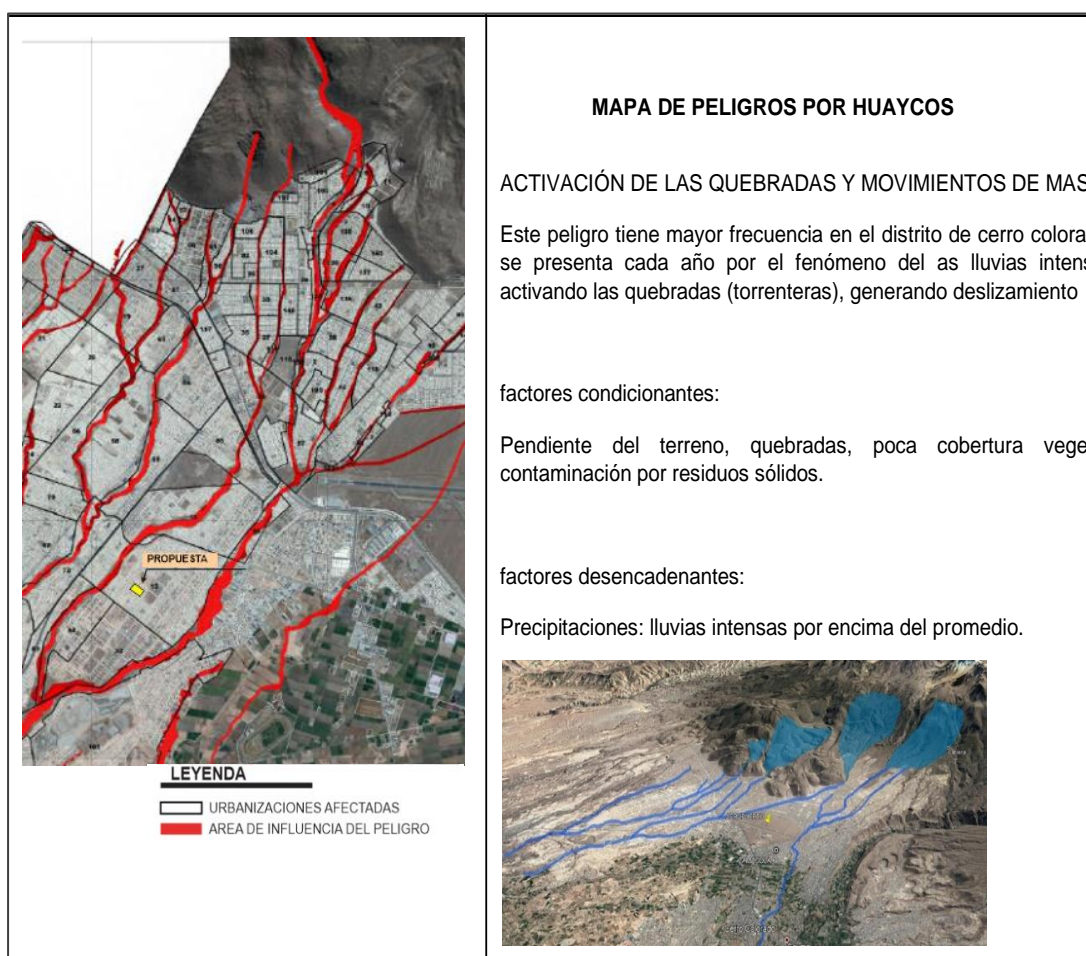 PROPUESTA
LEYENDA
URBANIZACIONES AFECTADAS
AREA DE INFLUENCIA DEL PELIGRO
MAPA DE PELIGROS POR HUAYCOS
ACTIVACIÓN DE LAS QUEBRADAS Y MOVIMIENTOS DE MAS
Este peligro tiene mayor frecuencia en el distrito de cerro colora
se presenta cada año por el fenómeno del as lluvias intens
activando las quebradas (torrenteras), generando deslizamiento
factores condicionantes:
Pendiente del terreno, quebradas, poca cobertura vege
contaminación por residuos sólidos.
factores desencadenantes:
Precipitaciones: lluvias intensas por encima del promedio.
Cerro Colorado